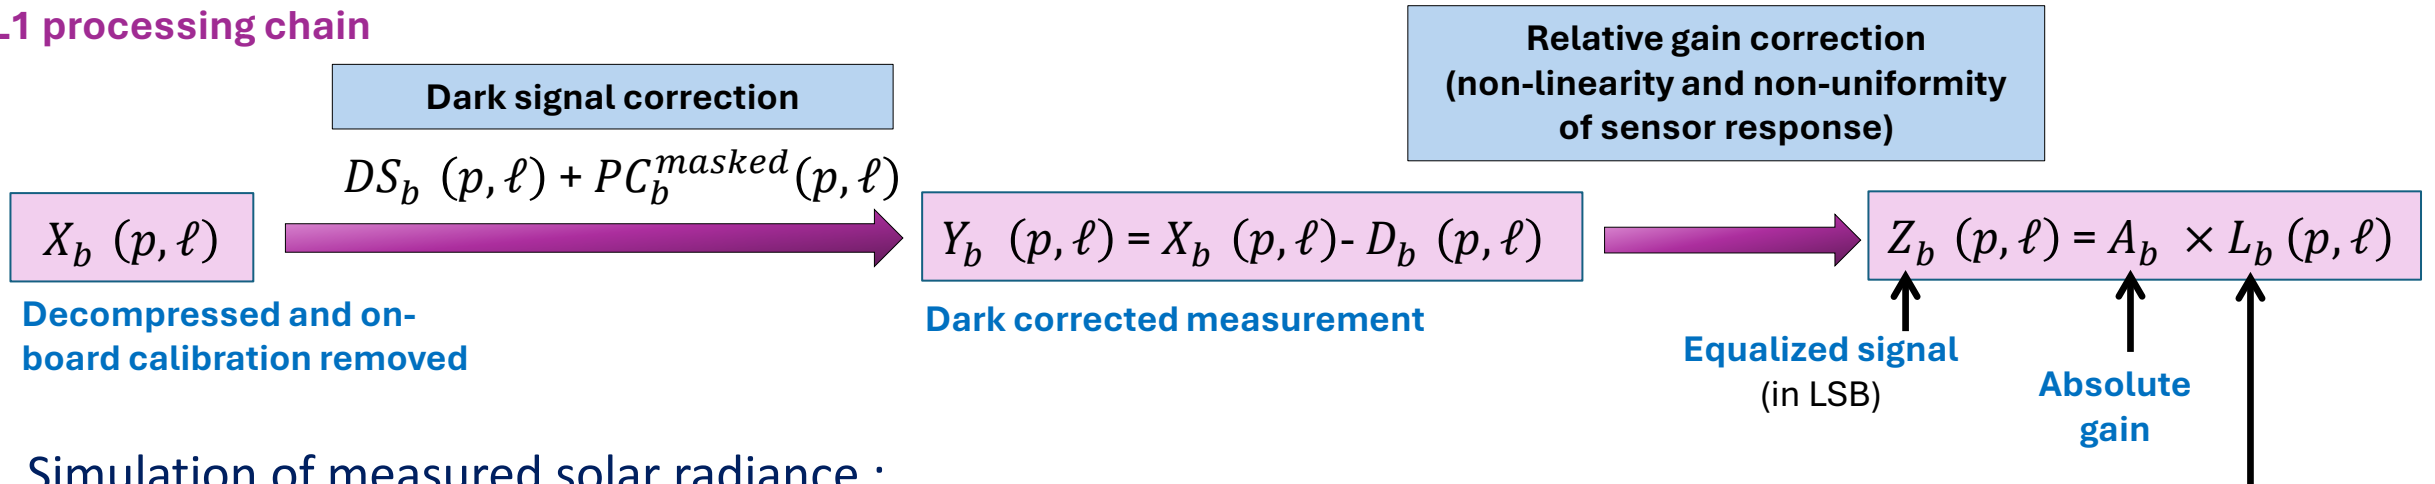 L1 processing chain
Dark signal correction
Relative gain correction
(non-linearity and non-uniformity
of sensor response)
DS_b (p,ℓ) + PC_b^{masked}(p,ℓ)
X_b (p,ℓ)
Y_b (p,ℓ) = X_b (p,ℓ)- D_b (p,ℓ)
Z_b (p,ℓ) = A_b × L_b (p,ℓ)
Decompressed and on-
board calibration removed
Dark corrected measurement
Equalized signal
(in LSB)
Absolute
gain
Simulation of measured solar radiance :